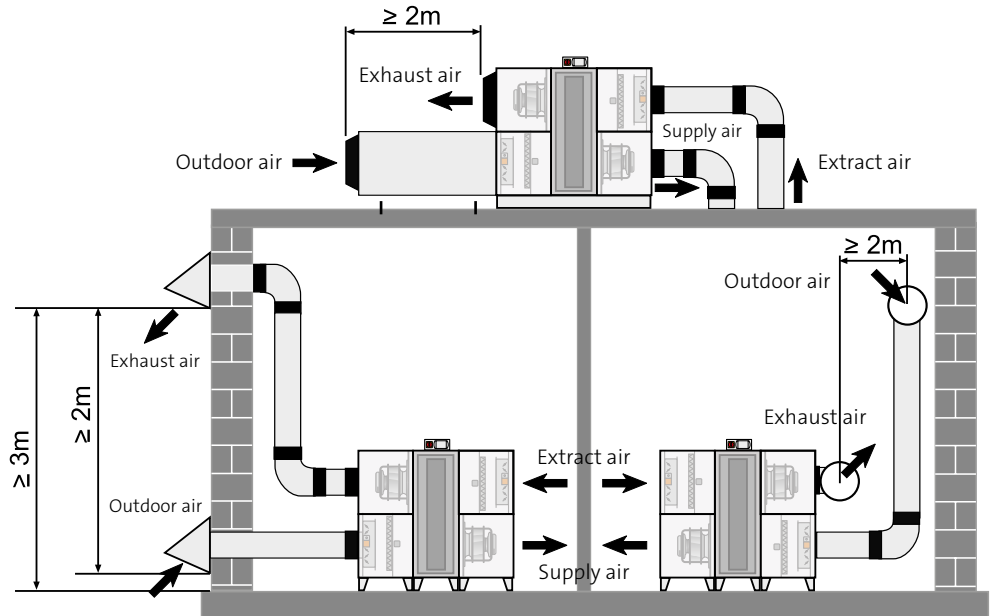 ≥ 2m
Exhaust air
Outdoor air
Supply air
Extract air
≥ 2m
Outdoor air
Exhaust air
≥ 2m
≥ 3m
Exhaust air
Extract air
Outdoor air
Supply air